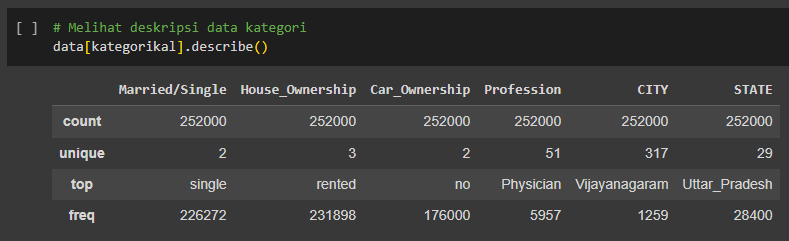 [ ] # Melihat deskripsi data kategori
data[kategorikal].describe()
Married/Single House_Ownership Car_Ownership Profession CITY STATE
count 252000 252000 252000 252000 252000 252000
unique 2 3 2 51 317 29
top single rented no Physician Vijayanagaram Uttar_Pradesh
freq 226272 231898 176000 5957 1259 28400